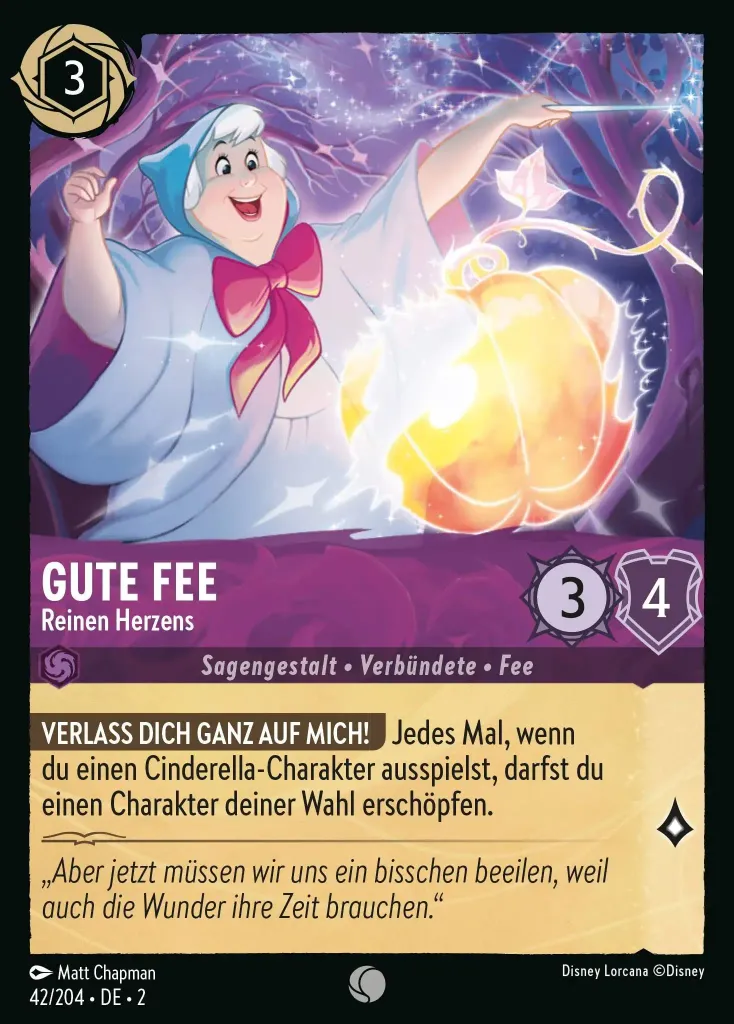 3
GUTE FEE
Reinen Herzens
3
4
Sagengestalt • Verbündete • Fee
VERLASS DICH GANZ AUF MICH! Jedes Mal, wenn
du einen Cinderella-Charakter ausspielst, darfst du
einen Charakter deiner Wahl erschöpfen.
„Aber jetzt müssen wir uns ein bisschen beeilen, weil
auch die Wunder ihre Zeit brauchen.“
Matt Chapman
Disney Lorcana ©Disney
42/204 • DE • 2